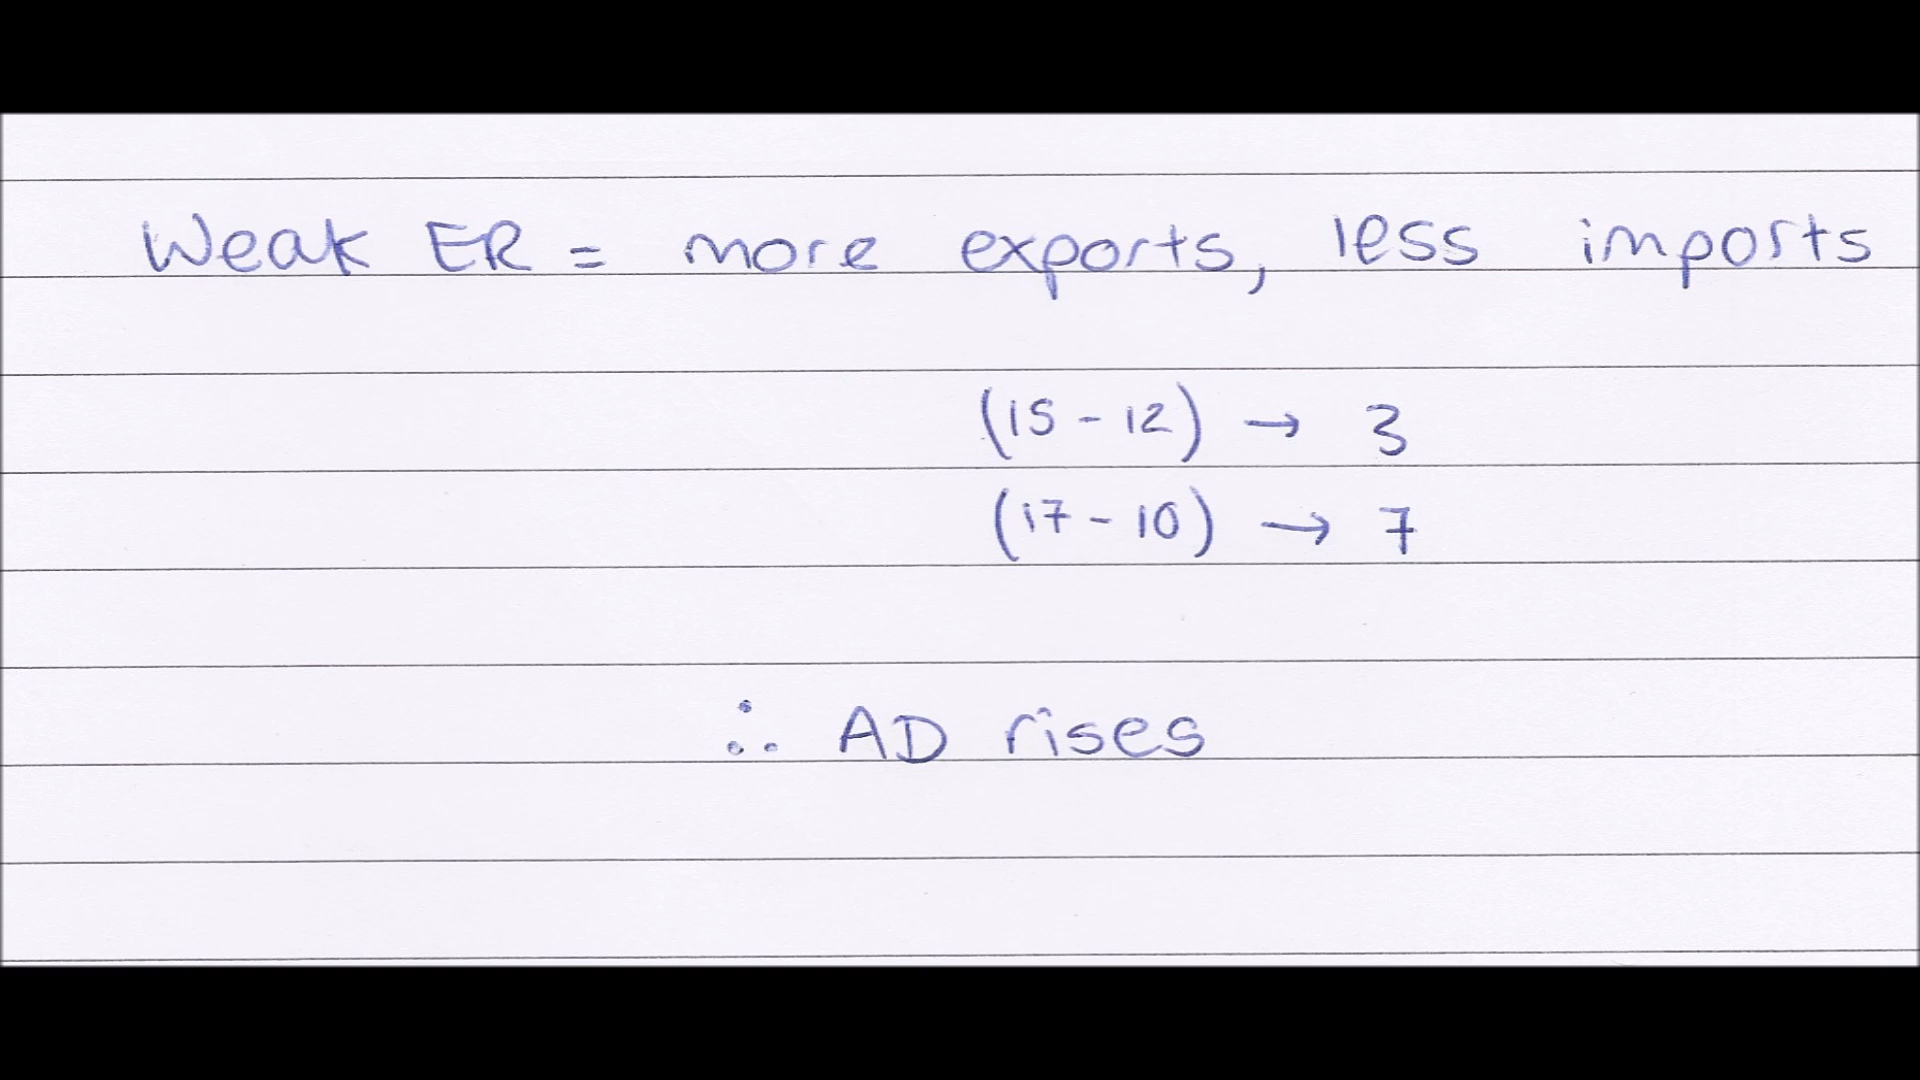 Weak ER = more exports, less imports
(15 - 12) → 3
(17 - 10) → 7
∴ AD rises